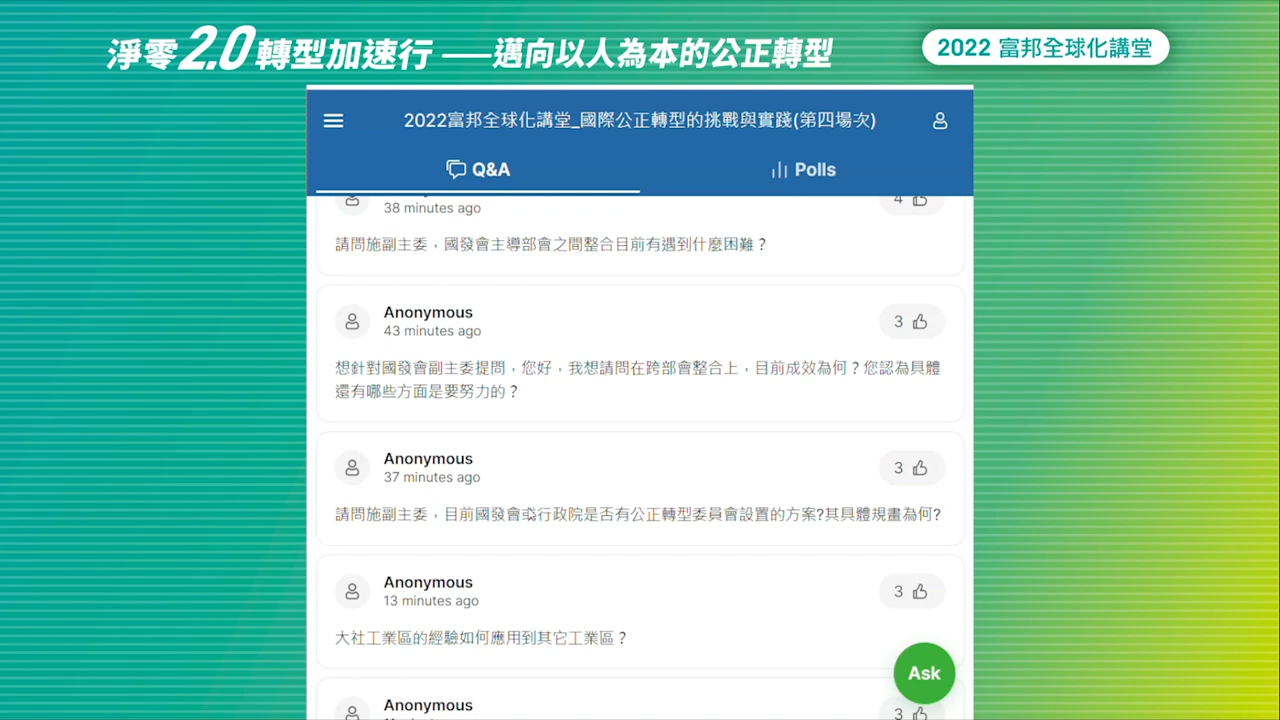 淨零2.0轉型加速行 ——邁向以人為本的公正轉型
2022 富邦全球化講堂
2022富邦全球化講堂_國際公正轉型的挑戰與實踐(第四場次)
Q&A
Polls
38 minutes ago
4
請問施副主委，國發會主導部會之間整合目前有遇到什麼困難？
Anonymous
43 minutes ago
3
想針對國發會副主委提問，您好，我想請問在跨部會整合上，目前成效為何？您認為具體
還有哪些方面是要努力的？
Anonymous
37 minutes ago
3
請問施副主委，目前國發會或行政院是否有公正轉型委員會設置的方案?其具體規畫為何?
Anonymous
13 minutes ago
3
大社工業區的經驗如何應用到其它工業區？
Ask
Anonymous
3